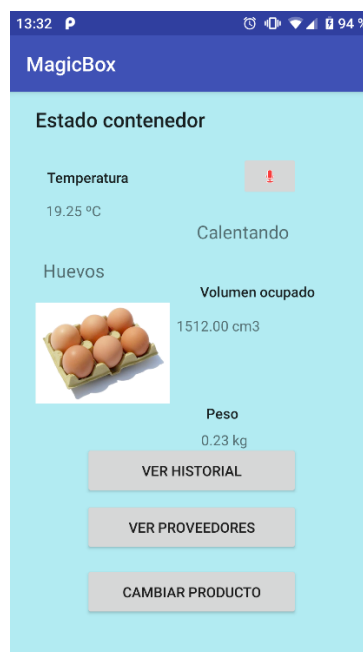 13:32 94 %
MagicBox
Estado contenedor
Temperatura
19.25 ºC
Calentando
Huevos
Volumen ocupado
1512.00 cm3
Peso
0.23 kg
VER HISTORIAL
VER PROVEEDORES
CAMBIAR PRODUCTO